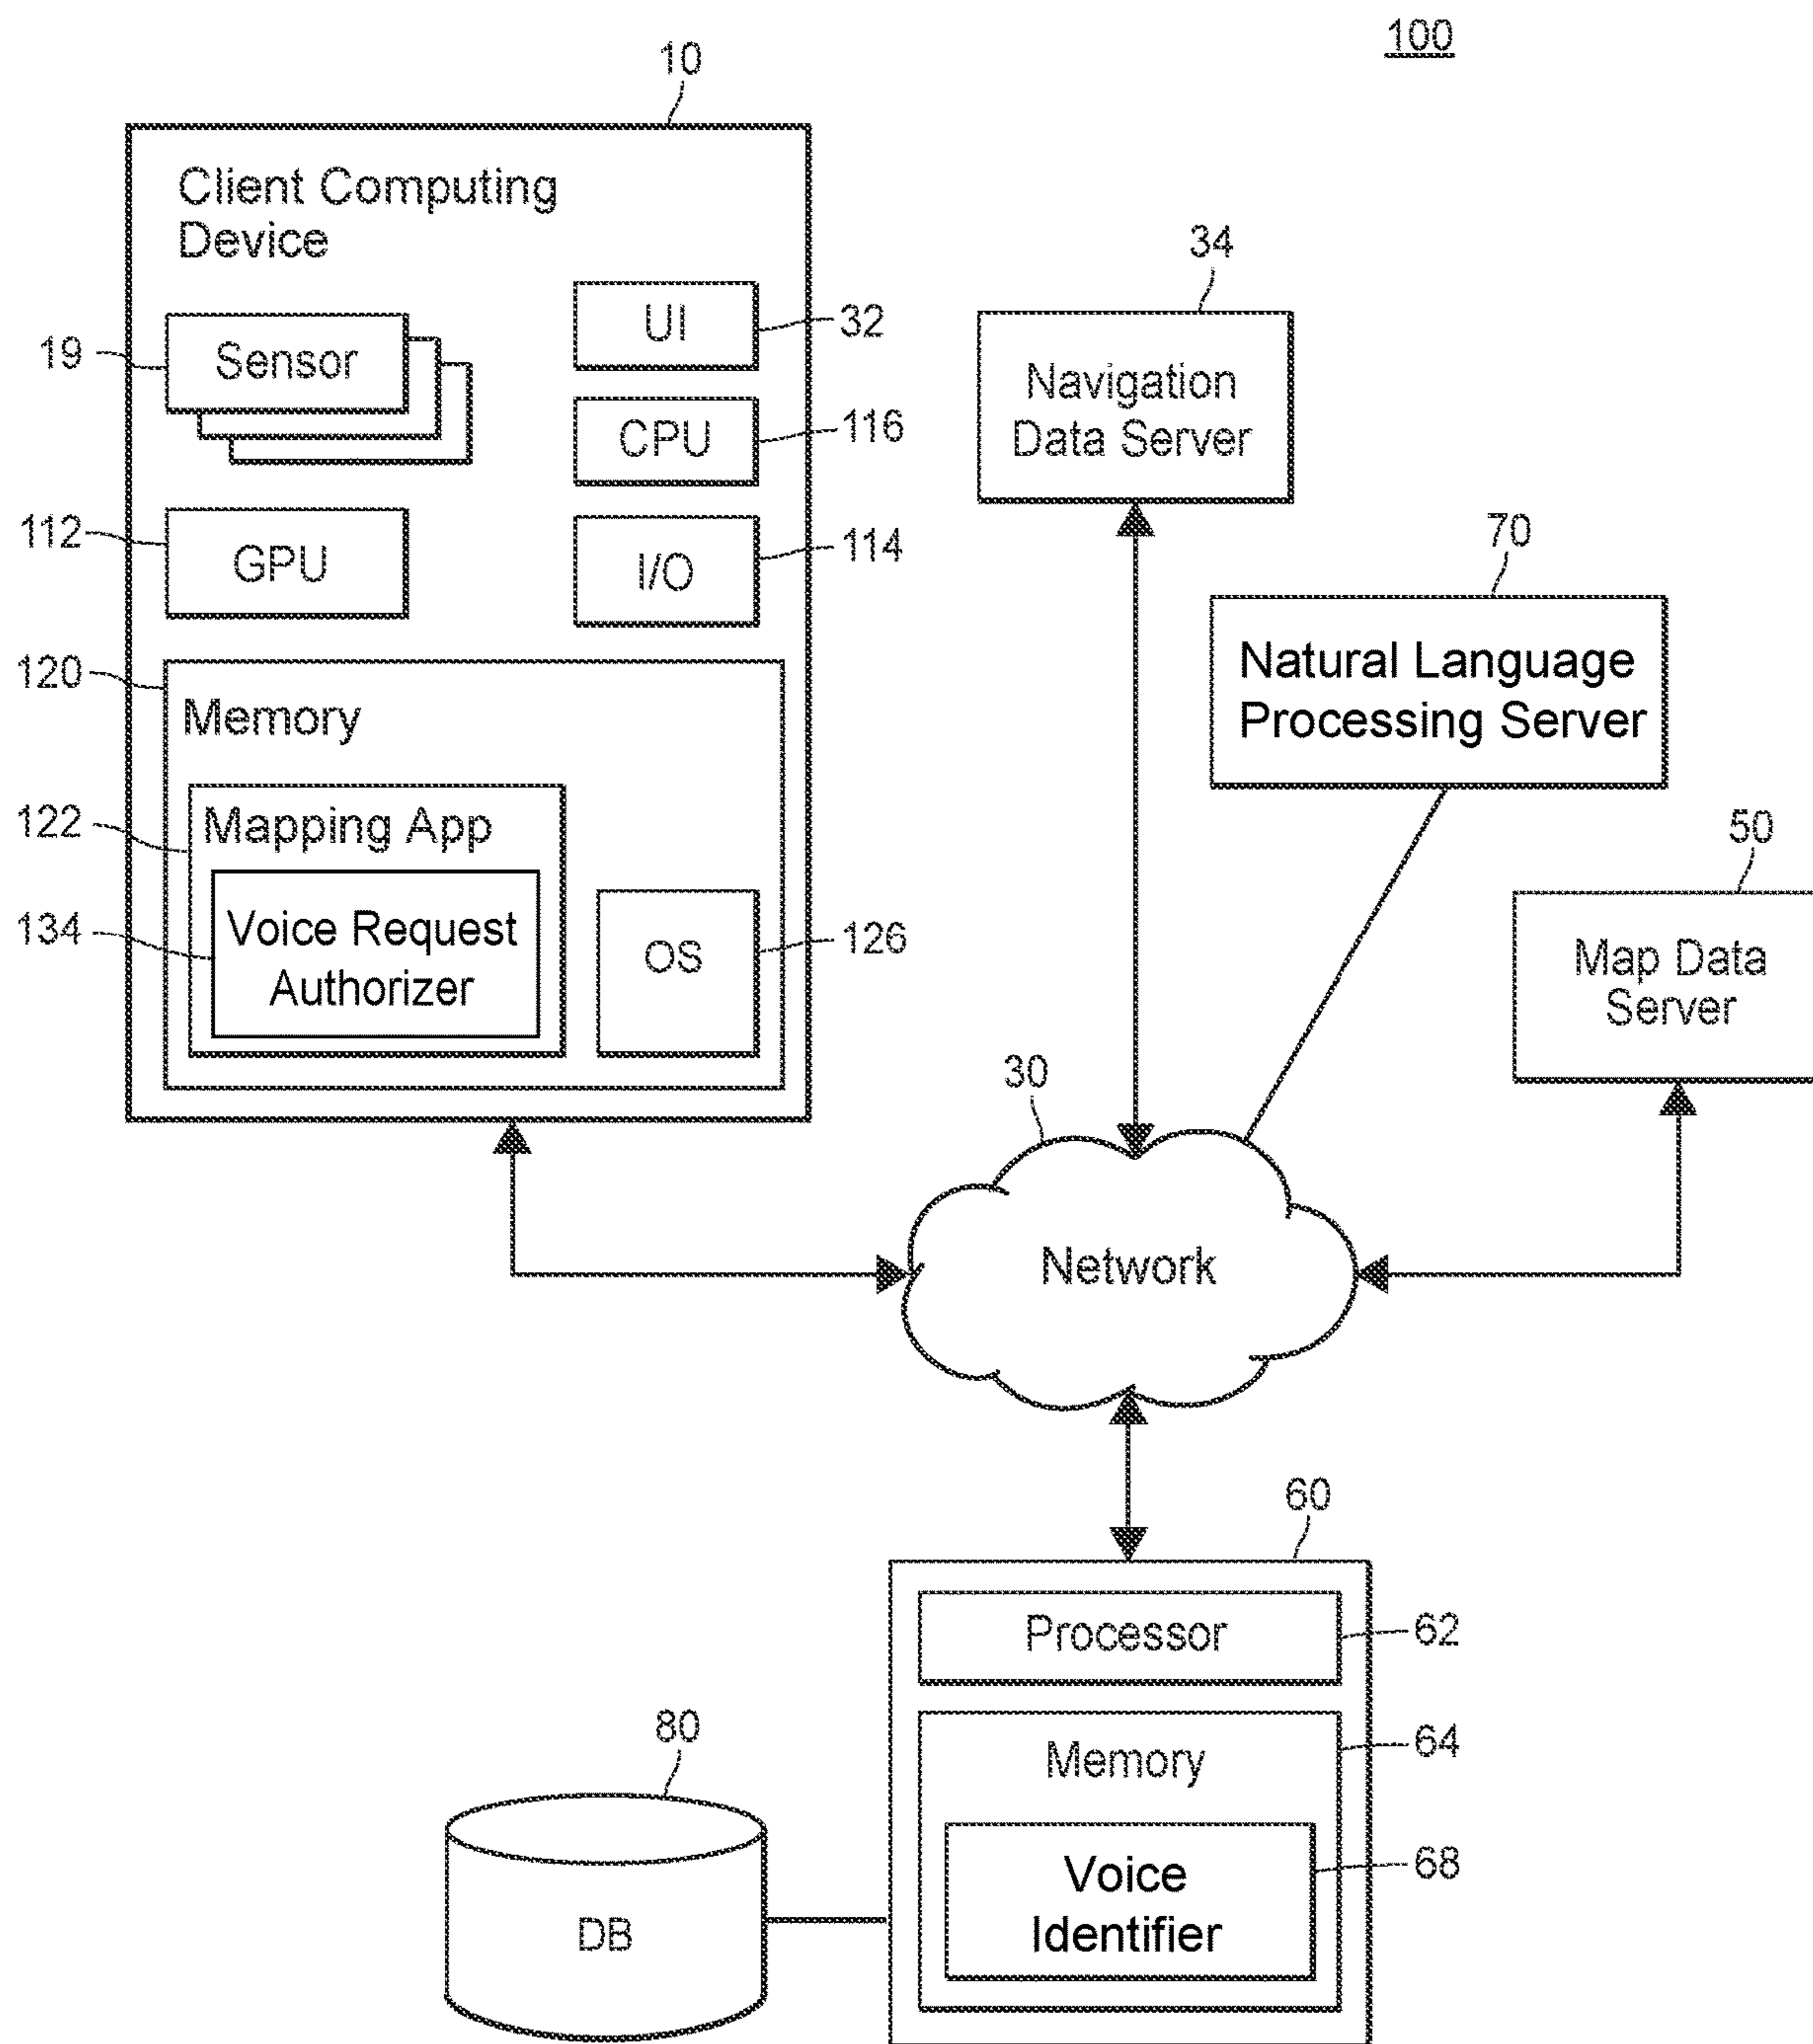 100
10
Client Computing
Device
19
Sensor
UI
32
CPU
116
112
GPU
I/O
114
120
Memory
122
Mapping App
134
Voice Request
Authorizer
OS
126
34
Navigation
Data Server
70
Natural Language
Processing Server
50
Map Data
Server
30
Network
60
Processor
62
Memory
64
Voice
Identifier
68
80
DB